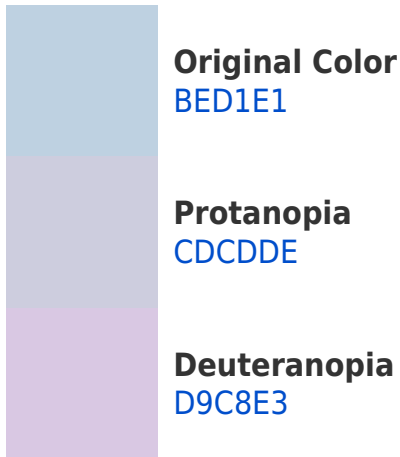 Original Color
BED1E1
Protanopia
CDCDDE
Deuteranopia
D9C8E3